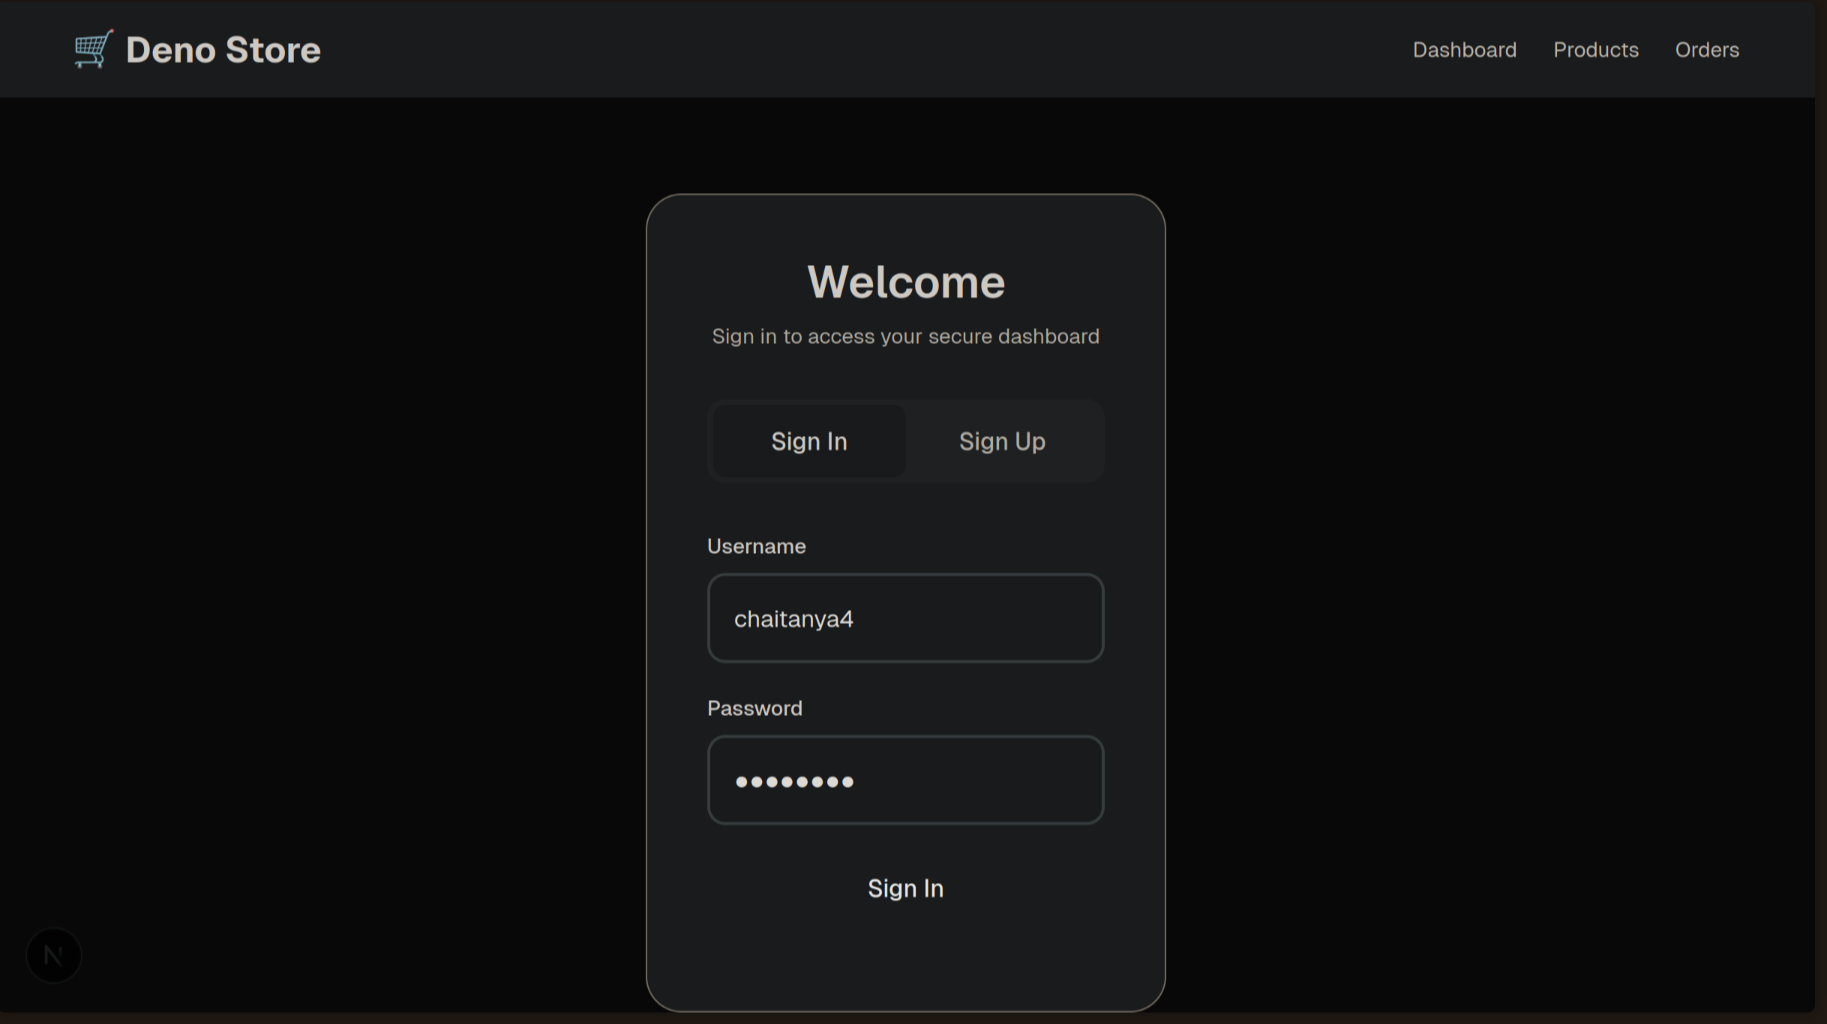 Deno Store
Dashboard Products Orders
Welcome
Sign in to access your secure dashboard
Sign In Sign Up
Username
chaitanya4
Password
••••••••
Sign In
N